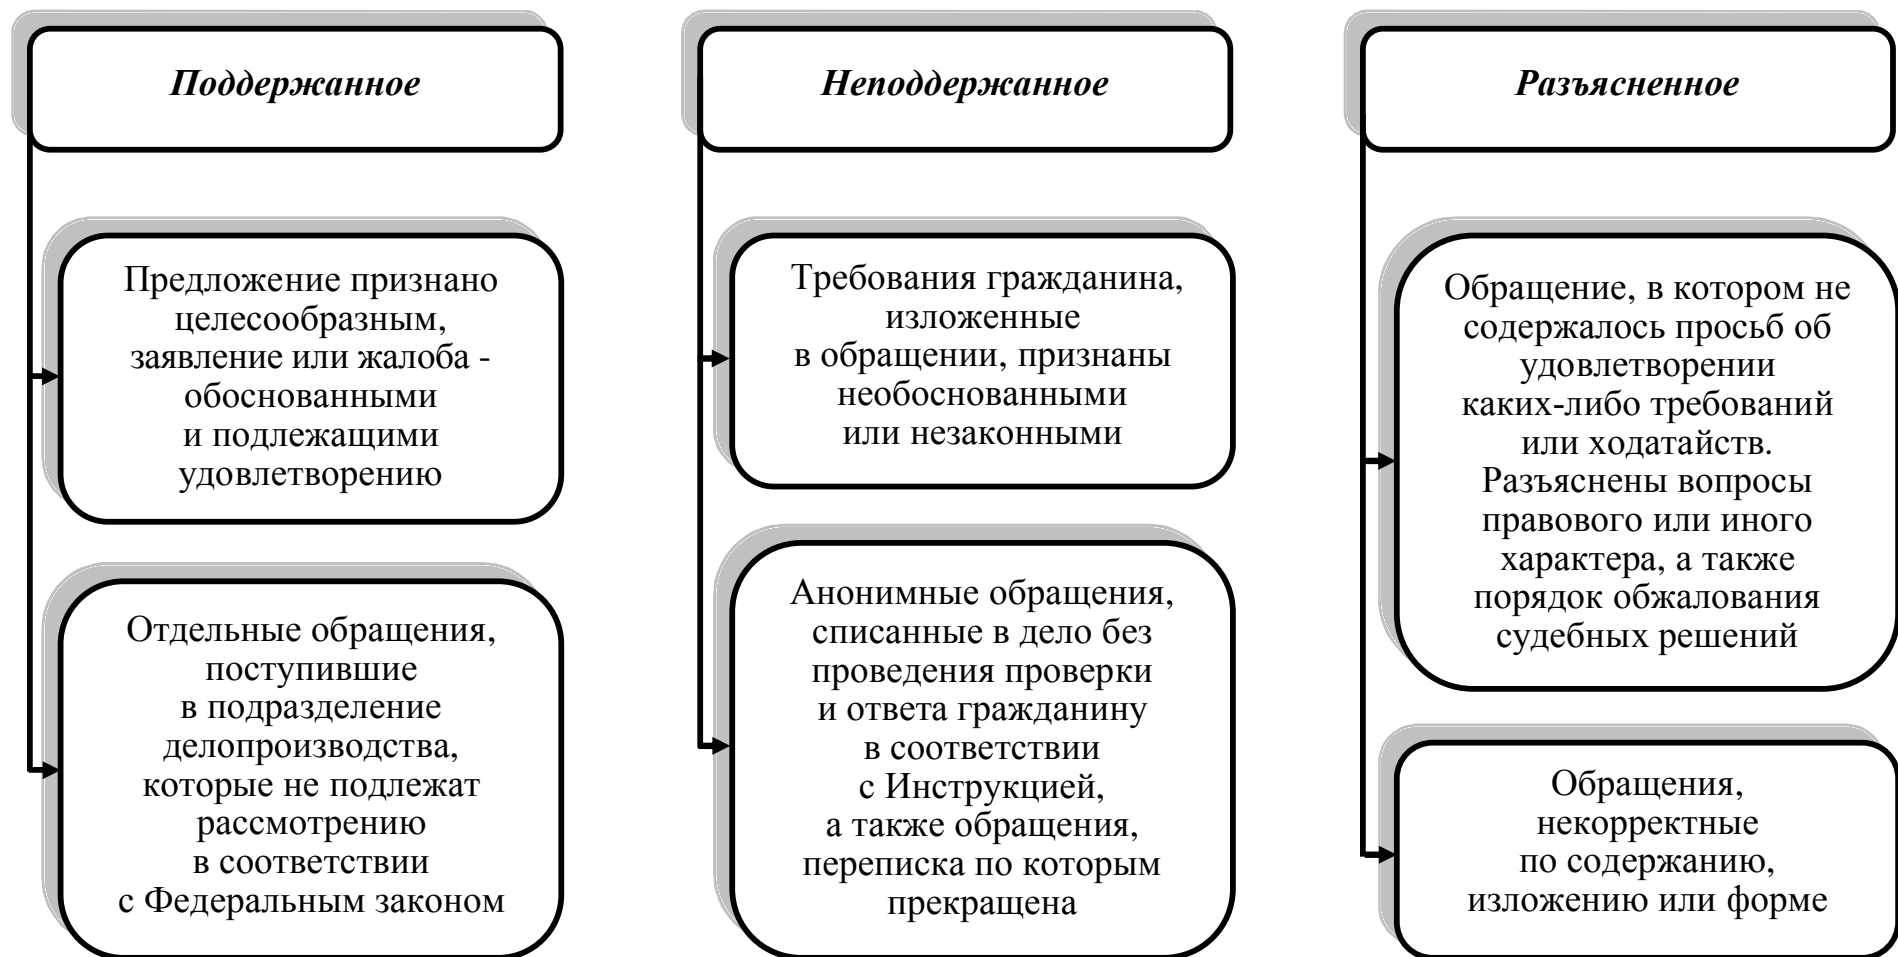 Поддержанное
Предложение признано
целесообразным,
заявление или жалоба -
обоснованными
и подлежащими
удовлетворению
Отдельные обращения,
поступившие
в подразделение
делопроизводства,
которые не подлежат
рассмотрению
в соответствии
с Федеральным законом
Неподдержанное
Требования гражданина,
изложенные
в обращении, признаны
необоснованными
или незаконными
Анонимные обращения,
списанные в дело без
проведения проверки
и ответа гражданину
в соответствии
с Инструкцией,
а также обращения,
переписка по которым
прекращена
Разъясненное
Обращение, в котором не
содержалось просьб об
удовлетворении
каких-либо требований
или ходатайств.
Разъяснены вопросы
правового или иного
характера, а также
порядок обжалования
судебных решений
Обращения,
некорректные
по содержанию,
изложению или форме